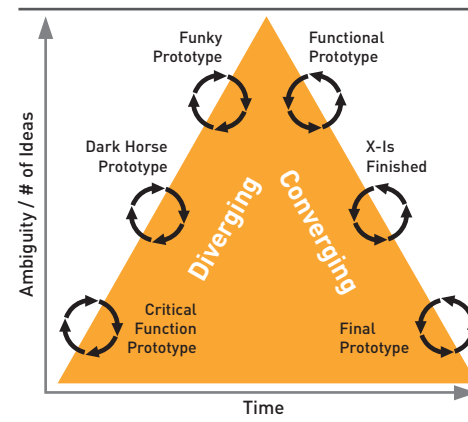 Funky
Prototype
Functional
Prototype
Dark Horse
Prototype
X-Is
Finished
Diverging
Converging
Critical
Function
Prototype
Final
Prototype
Ambiguity / # of Ideas
Time